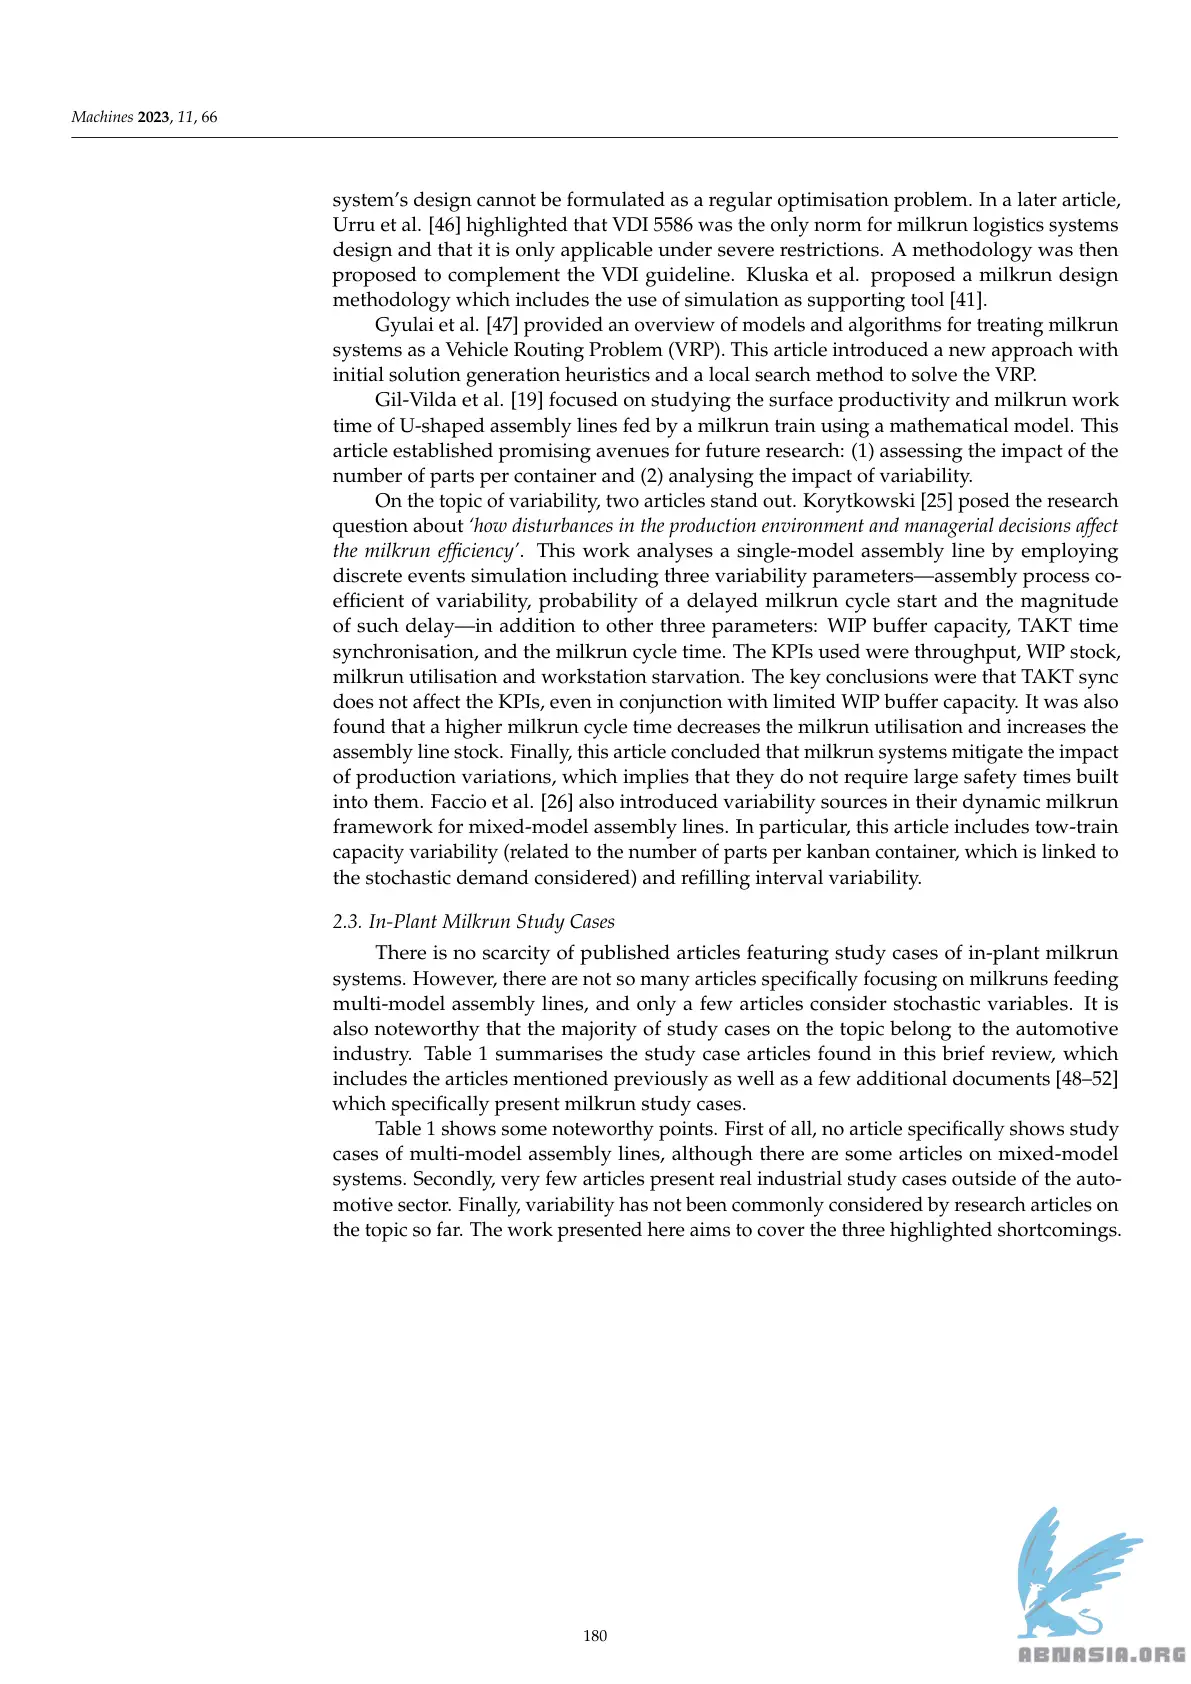 Machines 2023, 11, 66
system's design cannot be formulated as a regular optimisation problem. In a later article,
Urru et al. [46] highlighted that VDI 5586 was the only norm for milkrun logistics systems
design and that it is only applicable under severe restrictions. A methodology was then
proposed to complement the VDI guideline. Kluska et al. proposed a milkrun design
methodology which includes the use of simulation as supporting tool [41].
Gyulai et al. [47] provided an overview of models and algorithms for treating milkrun
systems as a Vehicle Routing Problem (VRP). This article introduced a new approach with
initial solution generation heuristics and a local search method to solve the VRP.
Gil-Vilda et al. [19] focused on studying the surface productivity and milkrun work
time of U-shaped assembly lines fed by a milkrun train using a mathematical model. This
article established promising avenues for future research: (1) assessing the impact of the
number of parts per container and (2) analysing the impact of variability.
On the topic of variability, two articles stand out. Korytkowski [25] posed the research
question about ‘how disturbances in the production environment and managerial decisions affect
the milkrun efficiency’. This work analyses a single-model assembly line by employing
discrete events simulation including three variability parameters—assembly process co-
efficient of variability, probability of a delayed milkrun cycle start and the magnitude
of such delay—in addition to other three parameters: WIP buffer capacity, TAKT time
synchronisation, and the milkrun cycle time. The KPIs used were throughput, WIP stock,
milkrun utilisation and workstation starvation. The key conclusions were that TAKT sync
does not affect the KPIs, even in conjunction with limited WIP buffer capacity. It was also
found that a higher milkrun cycle time decreases the milkrun utilisation and increases the
assembly line stock. Finally, this article concluded that milkrun systems mitigate the impact
of production variations, which implies that they do not require large safety times built
into them. Faccio et al. [26] also introduced variability sources in their dynamic milkrun
framework for mixed-model assembly lines. In particular, this article includes tow-train
capacity variability (related to the number of parts per kanban container, which is linked to
the stochastic demand considered) and refilling interval variability.
2.3. In-Plant Milkrun Study Cases
There is no scarcity of published articles featuring study cases of in-plant milkrun
systems. However, there are not so many articles specifically focusing on milkruns feeding
multi-model assembly lines, and only a few articles consider stochastic variables. It is
also noteworthy that the majority of study cases on the topic belong to the automotive
industry. Table 1 summarises the study case articles found in this brief review, which
includes the articles mentioned previously as well as a few additional documents [48–52]
which specifically present milkrun study cases.
Table 1 shows some noteworthy points. First of all, no article specifically shows study
cases of multi-model assembly lines, although there are some articles on mixed-model
systems. Secondly, very few articles present real industrial study cases outside of the auto-
motive sector. Finally, variability has not been commonly considered by research articles on
the topic so far. The work presented here aims to cover the three highlighted shortcomings.
180
ABNASIA.ORG